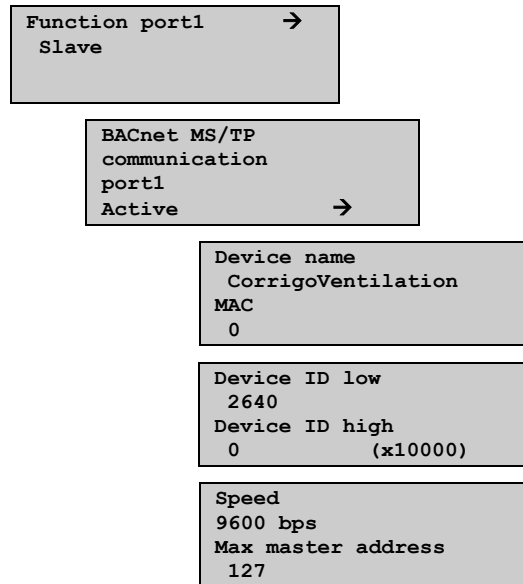 Function port1 →
Slave
BACnet MS/TP
communication
port1
Active →
Device name
CorrigoVentilation
MAC
0
Device ID low
2640
Device ID high
0 (x10000)
Speed
9600 bps
Max master address
127